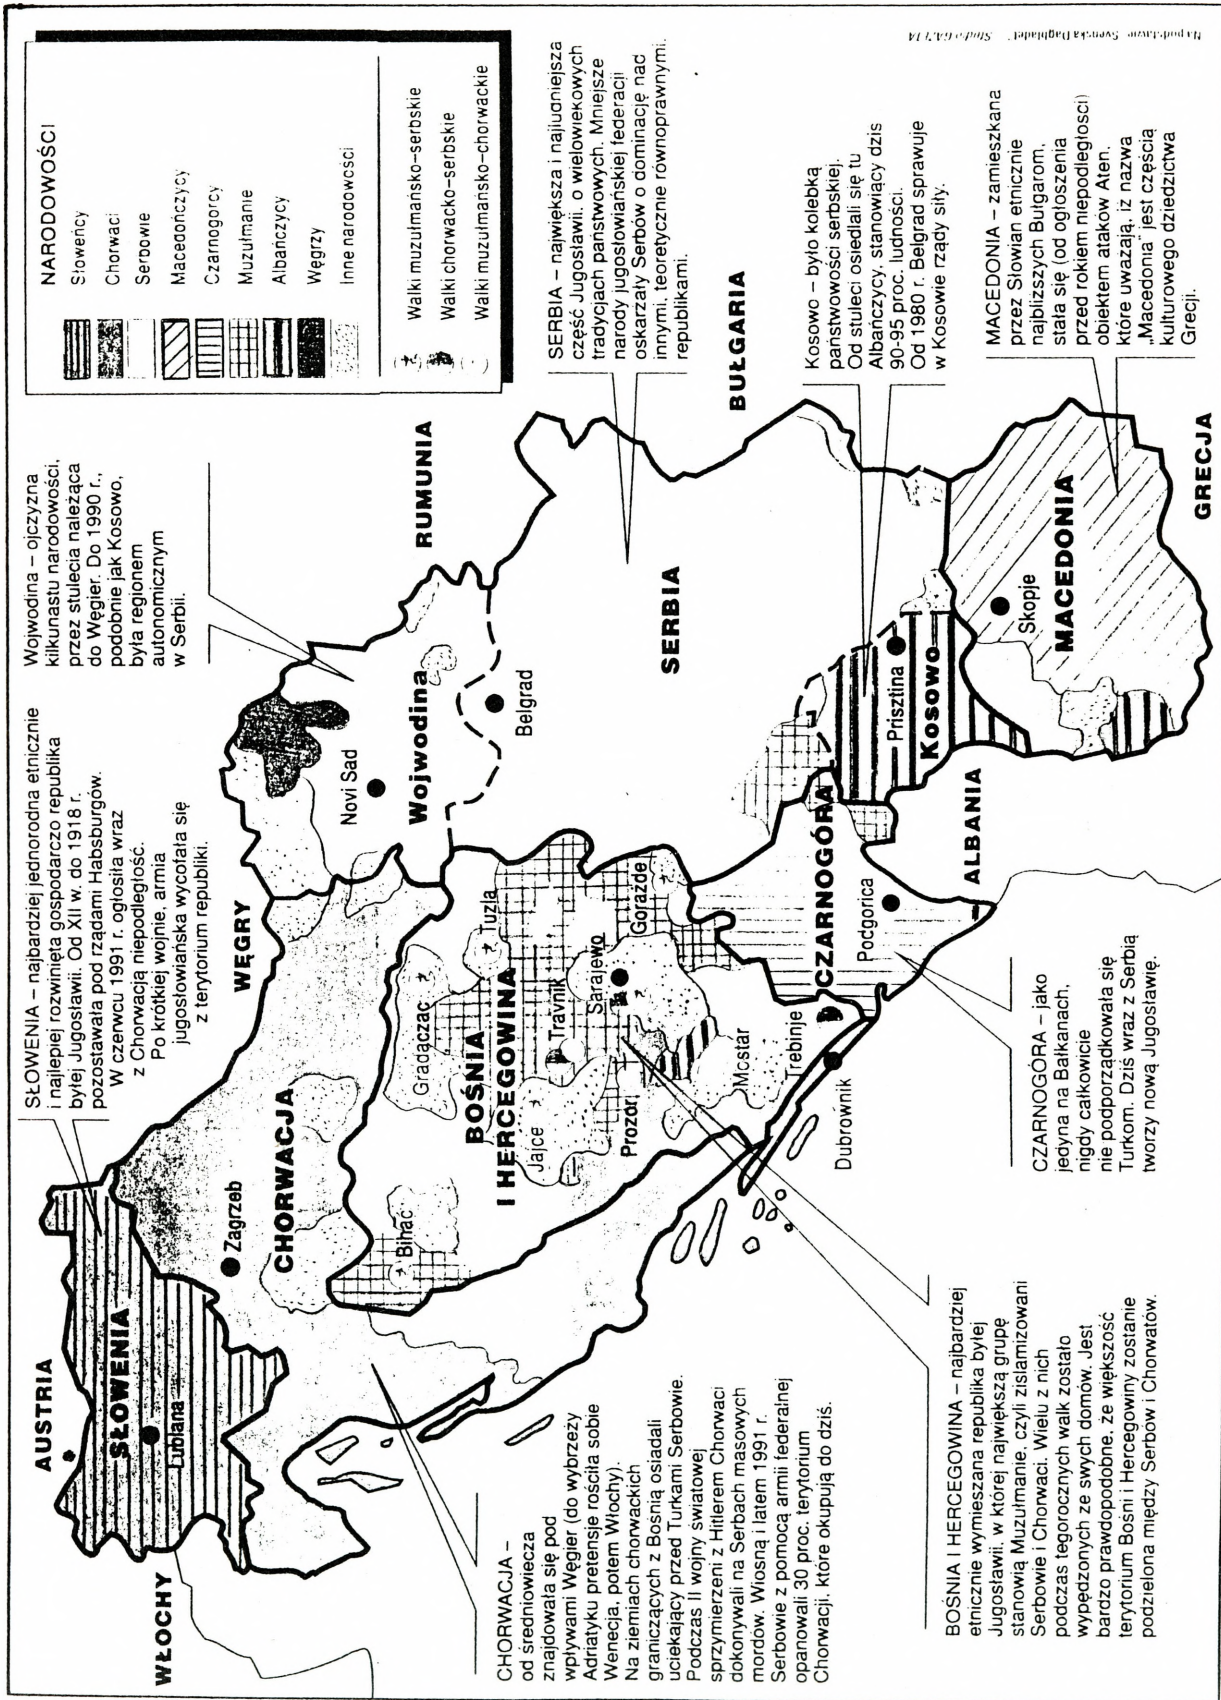 SŁOWENIA – najbardziej jednorodna etnicznie
i najlepiej rozwinięta gospodarczo republika
byłej Jugosławii. Od XII w. do 1918 r.
pozostawała pod rządami Habsburgów.
W czerwcu 1991 r. ogłosiła wraz
z Chorwacją niepodległość.
Po krótkiej wojnie, armia
jugosłowiańska wycofała się
z terytorium republiki.
Wojwodina – ojczyzna
kilkunastu narodowości,
przez stulecia należąca
do Węgier. Do 1990 r.,
podobnie jak Kosowo,
była regionem
autonomicznym
w Serbii.
NARODOWOŚCI
Słoweńcy
Chorwaci
Serbowie
Macedończycy
Czarnogorcy
Muzułmanie
Albańczycy
Węgrzy
Inne narodowości
Walki muzułmańsko-serbskie
Walki chorwacko-serbskie
Walki muzułmańsko-chorwackie
AUSTRIA
WŁOCHY
WĘGRY
RUMUNIA
BUŁGARIA
GRECJA
ALBANIA
SŁOWENIA
Lublana
CHORWACJA
Zagrzeb
Dubrownik
Wojwodina
Novi Sad
Belgrad
SERBIA
BOŚNIA
I HERCEGOWINA
Bihać
Gradačzac
Tuzla
Jajce
Travnik
Prozor
Sarajewo
Gorażde
Mostar
Trebinje
CZARNOGÓRA
Podgorica
Kosowo
Prisztina
MACEDONIA
Skopje
SERBIA – największa i najludniejsza
część Jugosławii, o wielowiekowych
tradycjach państwowych. Mniejsze
narody jugosłowiańskiej federacji
oskarżały Serbów o dominację nad
innymi, teoretycznie równoprawnymi,
republikami.
Kosowo – było kolebką
państwowości serbskiej.
Od stuleci osiedlali się tu
Albańczycy, stanowiący dziś
90-95 proc. ludności.
Od 1980 r. Belgrad sprawuje
w Kosowie rządy siły.
MACEDONIA – zamieszkana
przez Słowian etnicznie
najbliższych Bułgarom,
stała się (od ogłoszenia
przed rokiem niepodległości)
obiektem ataków Aten,
które uważają, iż nazwa
„Macedonia" jest częścią
kulturowego dziedzictwa
Grecji.
CHORWACJA –
od średniowiecza
znajdowała się pod
wpływami Węgier (do wybrzeży
Adriatyku pretensje rościła sobie
Wenecja, potem Włochy).
Na ziemiach chorwackich
graniczących z Bośnią osiadali
uciekający przed Turkami Serbowie.
Podczas II wojny światowej
sprzymierzeni z Hitlerem Chorwaci
dokonywali na Serbach masowych
mordów. Wiosną i latem 1991 r.
Serbowie z pomocą armii federalnej
opanowali 30 proc. terytorium
Chorwacji, które okupują do dziś.
BOŚNIA I HERCEGOWINA – najbardziej
etnicznie wymieszana republika byłej
Jugosławii, w której największą grupę
stanowią Muzułmanie, czyli zislamizowani
Serbowie i Chorwaci. Wielu z nich
podczas tegorocznych walk zostało
wypędzonych ze swych domów. Jest
bardzo prawdopodobne, że większość
terytorium Bośni i Hercegowiny zostanie
podzielona między Serbów i Chorwatów.
CZARNOGÓRA – jako
jedyna na Bałkanach,
nigdy całkowicie
nie podporządkowała się
Turkom. Dziś wraz z Serbią
tworzy nową Jugosławię.
Na podstawie „Svenska Dagbladet" Studio GAZ 14